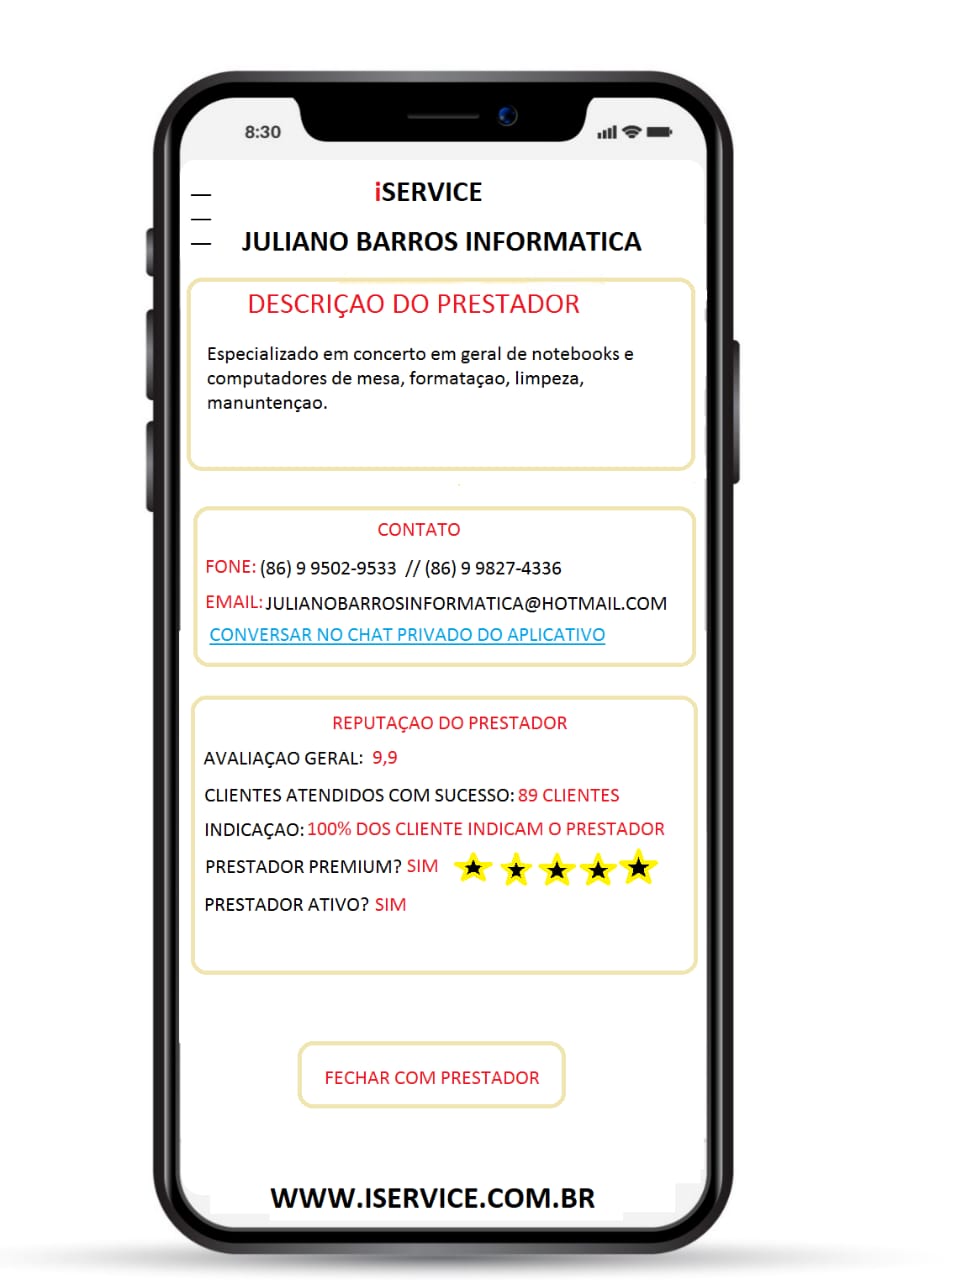 8:30
iSERVICE
JULIANO BARROS INFORMATICA
DESCRIÇAO DO PRESTADOR
Especializado em concerto em geral de notebooks e
computadores de mesa, formataçao, limpeza,
manuntençao.
CONTATO
FONE: (86) 9 9502-9533 // (86) 9 9827-4336
EMAIL: JULIANOBARROSINFORMATICA@HOTMAIL.COM
CONVERSAR NO CHAT PRIVADO DO APLICATIVO
REPUTAÇAO DO PRESTADOR
AVALIAÇAO GERAL: 9,9
CLIENTES ATENDIDOS COM SUCESSO: 89 CLIENTES
INDICAÇAO: 100% DOS CLIENTE INDICAM O PRESTADOR
PRESTADOR PREMIUM? SIM
PRESTADOR ATIVO? SIM
FECHAR COM PRESTADOR
WWW.ISERVICE.COM.BR